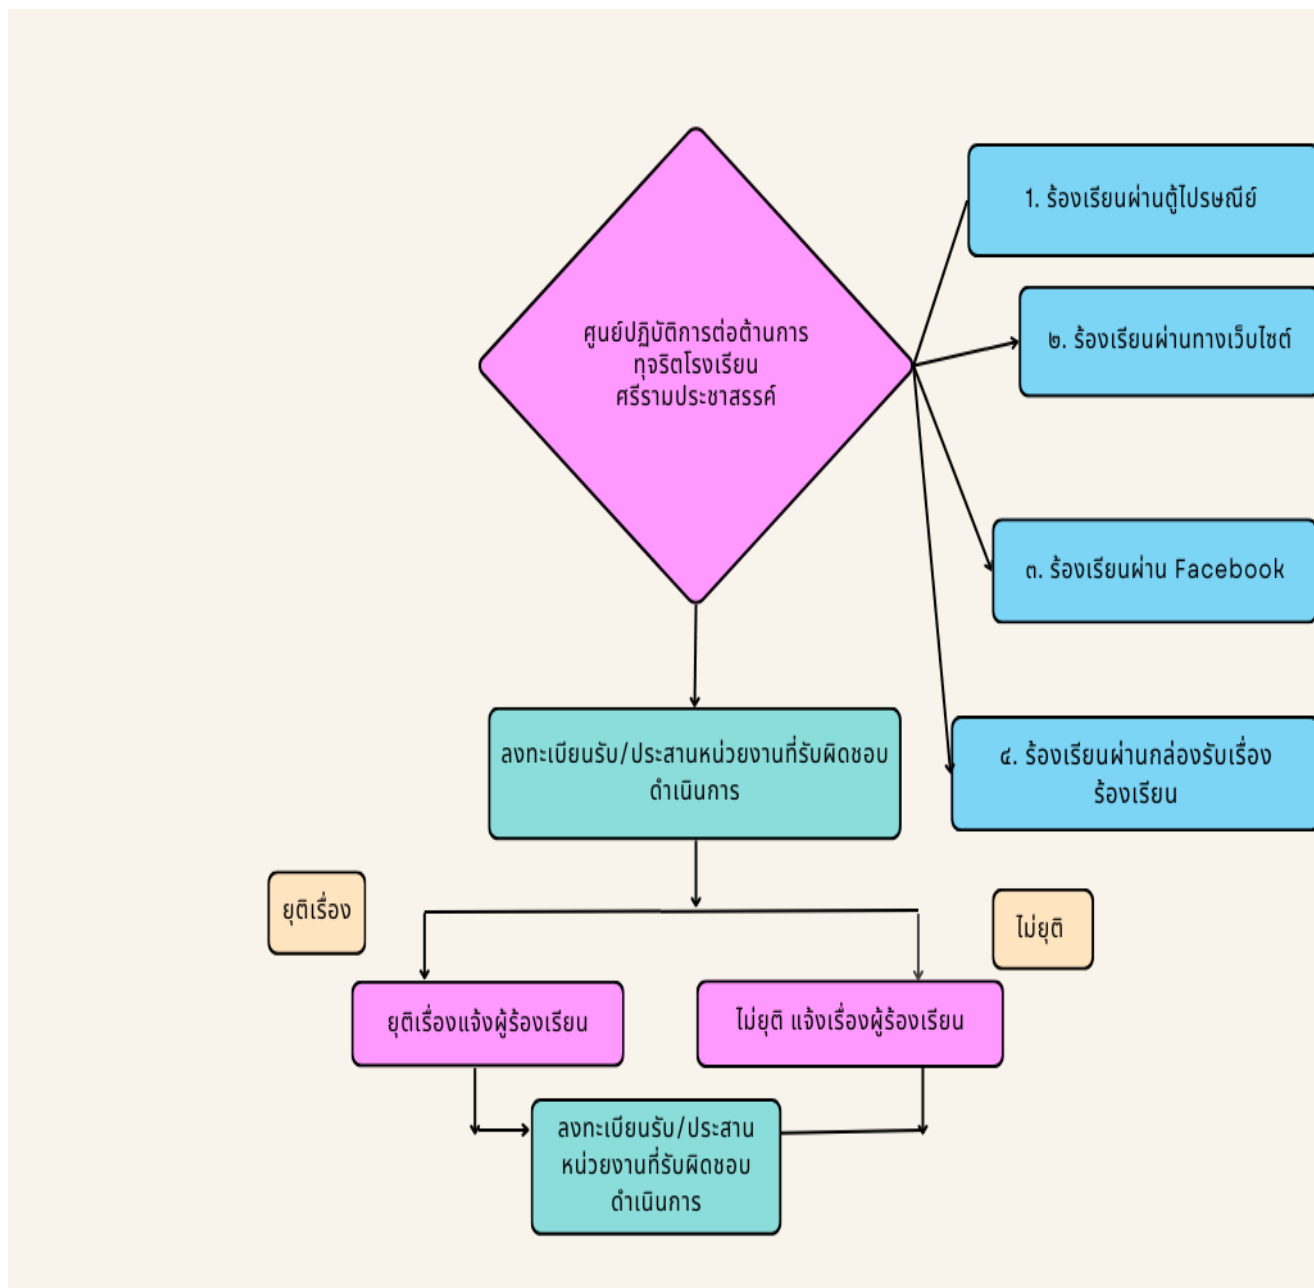 1. ร้องเรียนผ่านตู้ไปรษณีย์
๒. ร้องเรียนผ่านทางเว็บไซต์
ศูนย์ปฏิบัติการต่อต้านการ
ทุจริตโรงเรียน
ศรีรามประชาสรรค์
๓. ร้องเรียนผ่าน Facebook
ลงทะเบียนรับ/ประสานหน่วยงานที่รับผิดชอบ
ดำเนินการ
๔. ร้องเรียนผ่านกล่องรับเรื่อง
ร้องเรียน
ยุติเรื่อง
ไม่ยุติ
ยุติเรื่องแจ้งผู้ร้องเรียน
ไม่ยุติ แจ้งเรื่องผู้ร้องเรียน
ลงทะเบียนรับ/ประสาน
หน่วยงานที่รับผิดชอบ
ดำเนินการ